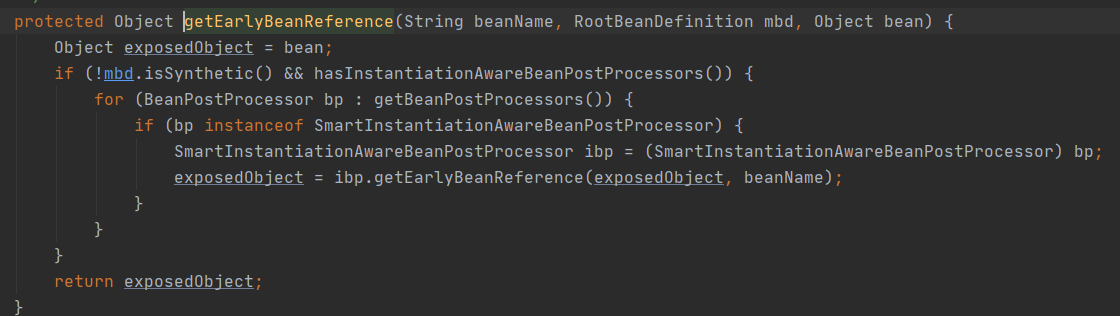 protected Object getEarlyBeanReference(String beanName, RootBeanDefinition mbd, Object bean) {
    Object exposedObject = bean;
    if (!mbd.isSynthetic() && hasInstantiationAwareBeanPostProcessors()) {
        for (BeanPostProcessor bp : getBeanPostProcessors()) {
            if (bp instanceof SmartInstantiationAwareBeanPostProcessor) {
                SmartInstantiationAwareBeanPostProcessor ibp = (SmartInstantiationAwareBeanPostProcessor) bp;
                exposedObject = ibp.getEarlyBeanReference(exposedObject, beanName);
            }
        }
    }
    return exposedObject;
}